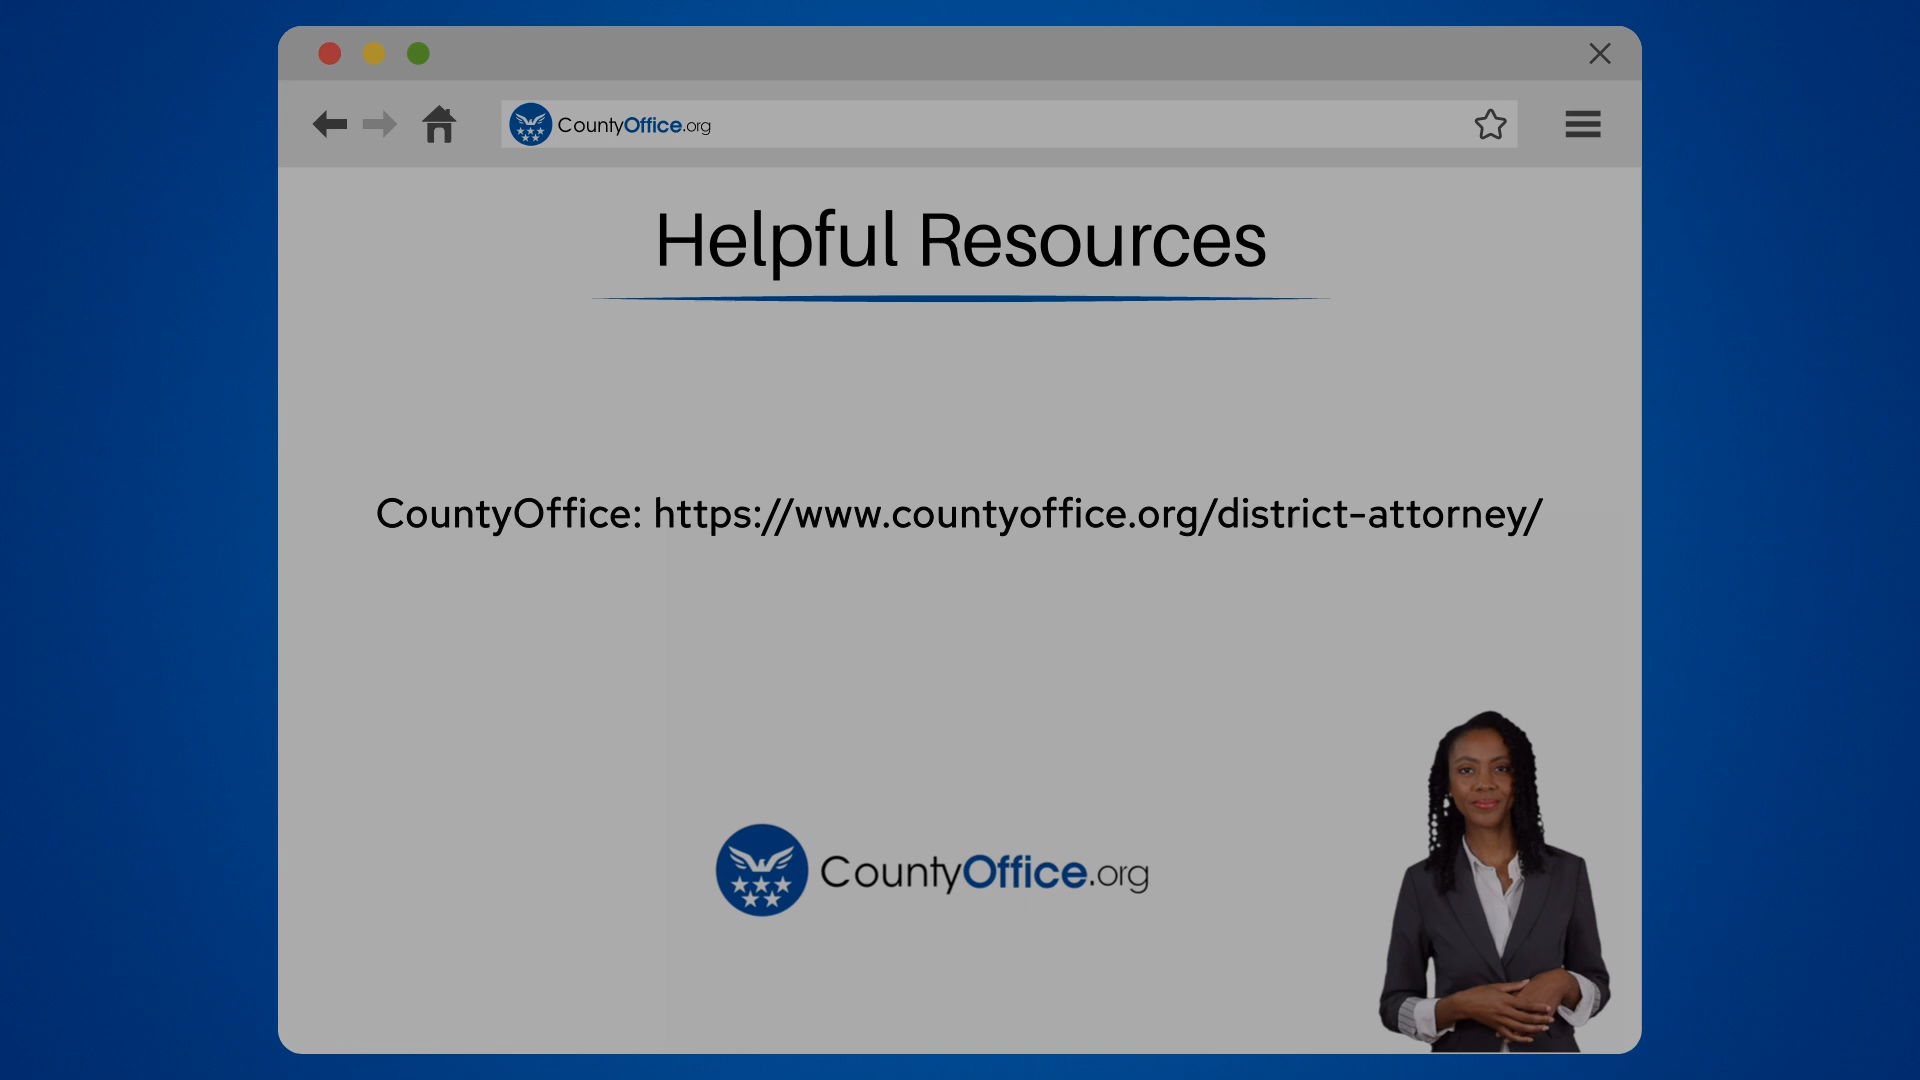 CountyOffice.org
Helpful Resources
CountyOffice: https://www.countyoffice.org/district-attorney/
CountyOffice.org